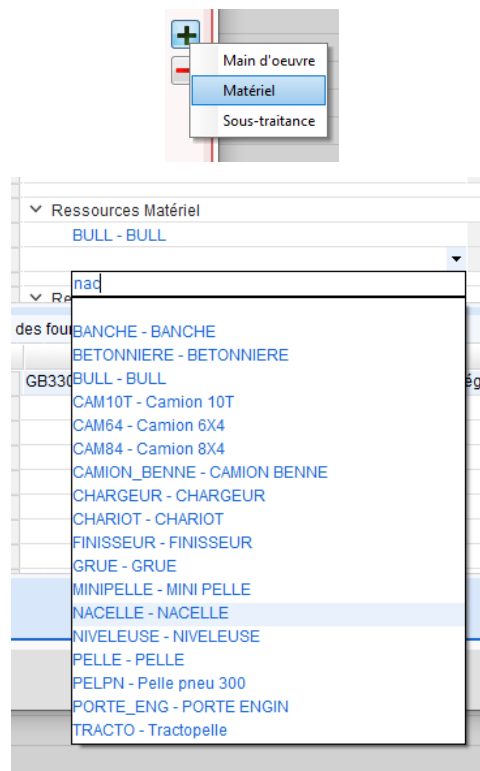 Main d'oeuvre
Matériel
Sous-traitance
Ressources Matériel
BULL - BULL
nac
Re
des four
BANCHE - BANCHE
BETONNIERE - BETONNIERE
GB330
BULL - BULL
ég
CAM10T - Camion 10T
CAM64 - Camion 6X4
CAM84 - Camion 8X4
CAMION_BENNE - CAMION BENNE
CHARGEUR - CHARGEUR
CHARIOT - CHARIOT
FINISSEUR - FINISSEUR
GRUE - GRUE
MINIPELLE - MINI PELLE
NACELLE - NACELLE
NIVELEUSE - NIVELEUSE
PELLE - PELLE
PELPN - Pelle pneu 300
PORTE_ENG - PORTE ENGIN
TRACTO - Tractopelle